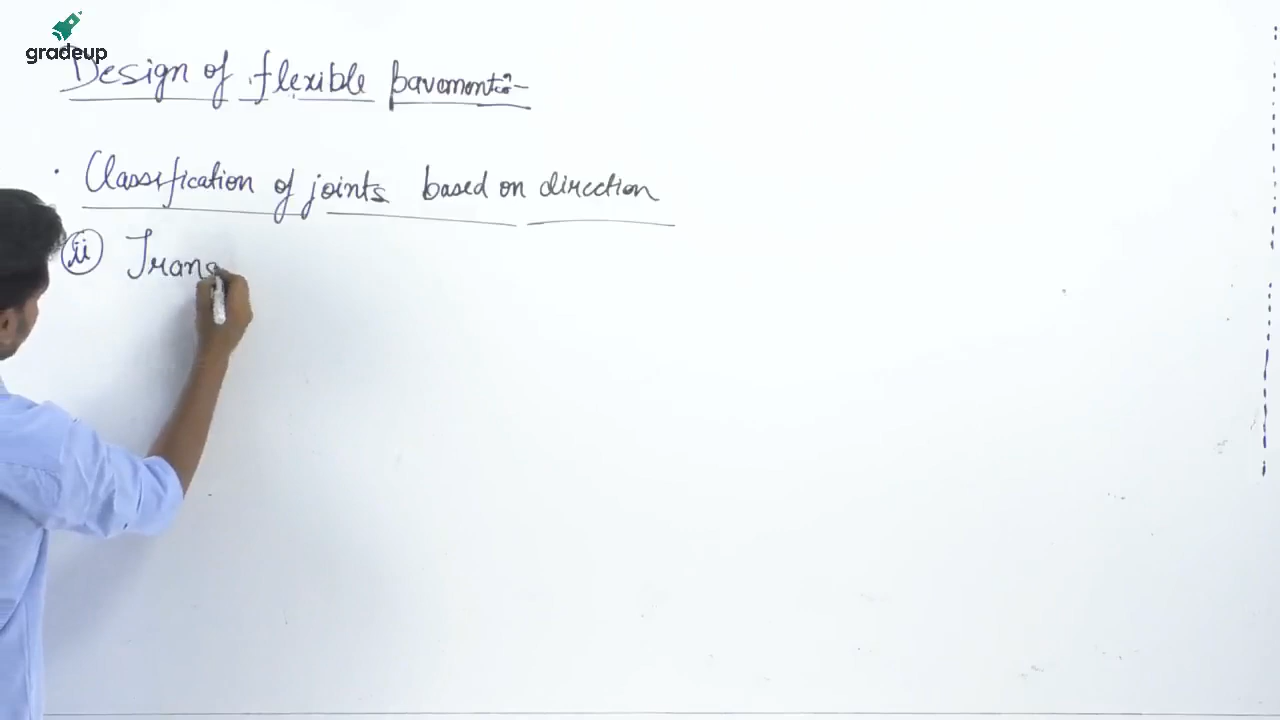 gradeup
Design of flexible pavements:-
Classification of joints based on direction
ii Trans